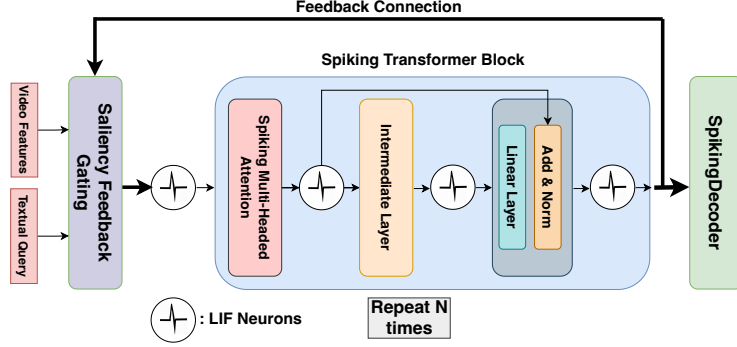 Feedback Connection
Spiking Transformer Block
Video Features
Textual Query
Saliency Feedback
Gating
Spiking Multi-Headed
Attention
Intermediate Layer
Linear Layer
Add & Norm
SpikingDecoder
: LIF Neurons
Repeat N
times